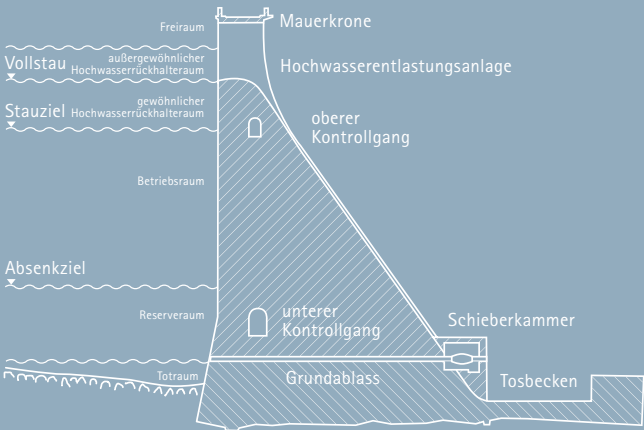 Mauerkrone
Freiraum
Vollstau
außergewöhnlicher
Hochwasserrückhalteraum
Hochwasserentlastungsanlage
Stauziel
gewöhnlicher
Hochwasserrückhalteraum
oberer
Kontrollgang
Betriebsraum
Absenkziel
Reserveraum
unterer
Kontrollgang
Schieberkammer
Totraum
Grundablass
Tosbecken